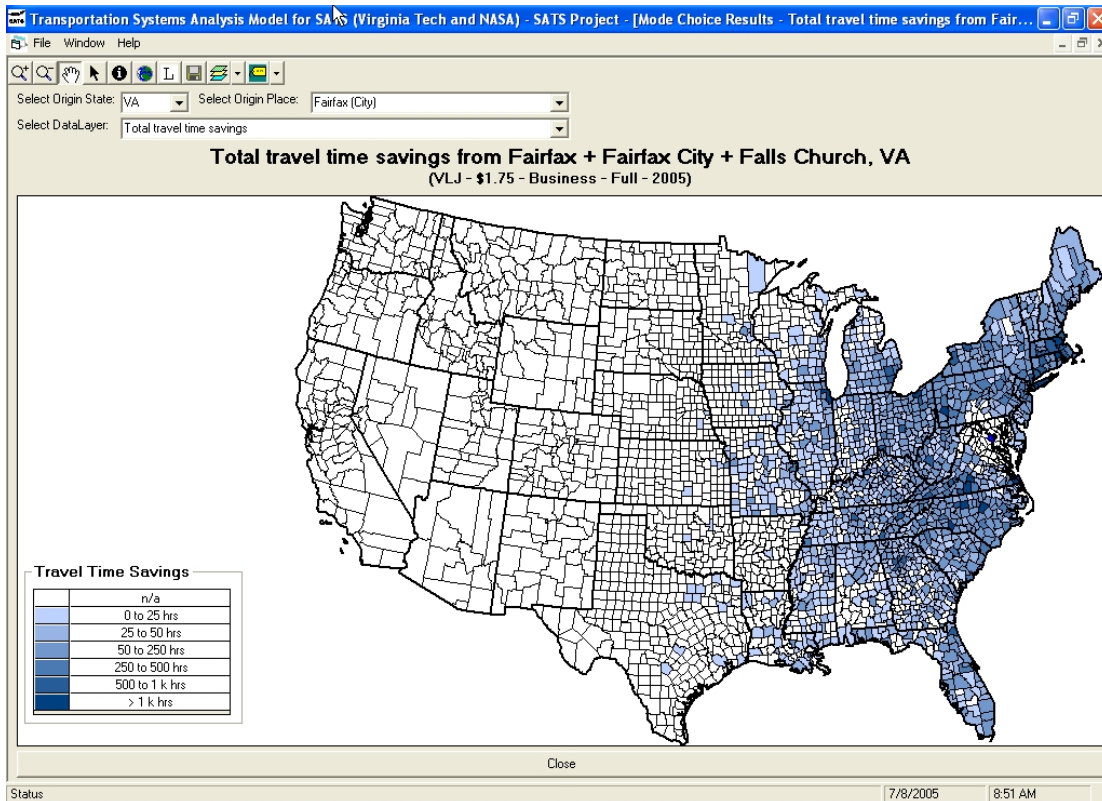 Transportation Systems Analysis Model for SATS (Virginia Tech and NASA) - SATS Project - [Mode Choice Results - Total travel time savings from Fair...
File Window Help
L
Select Origin State: VA Select Origin Place: Fairfax (City)
Select DataLayer: Total travel time savings
Total travel time savings from Fairfax + Fairfax City + Falls Church, VA
(VLJ - $1.75 - Business - Full - 2005)
Travel Time Savings
n/a
0 to 25 hrs
25 to 50 hrs
50 to 250 hrs
250 to 500 hrs
500 to 1 k hrs
> 1 k hrs
Close
Status 7/8/2005 8:51 AM